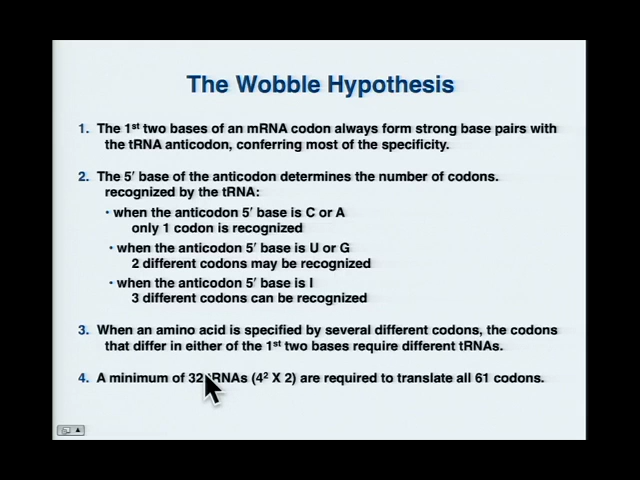 The Wobble Hypothesis
1. The 1st two bases of an mRNA codon always form strong base pairs with
the tRNA anticodon, conferring most of the specificity.
2. The 5′ base of the anticodon determines the number of codons.
recognized by the tRNA:
• when the anticodon 5′ base is C or A
only 1 codon is recognized
• when the anticodon 5′ base is U or G
2 different codons may be recognized
• when the anticodon 5′ base is I
3 different codons can be recognized
3. When an amino acid is specified by several different codons, the codons
that differ in either of the 1st two bases require different tRNAs.
4. A minimum of 32 tRNAs (4² X 2) are required to translate all 61 codons.